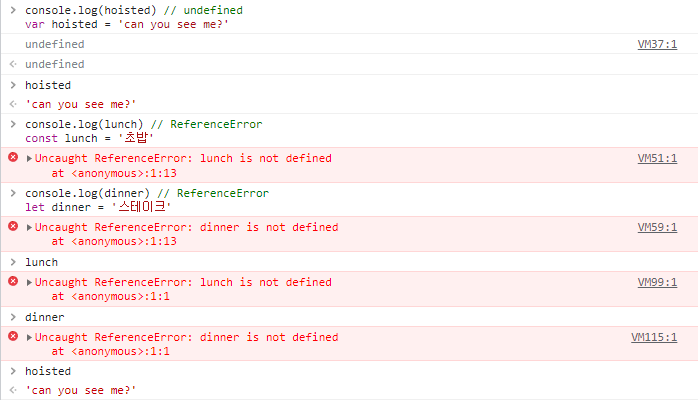 console.log(hoisted) // undefined
var hoisted = 'can you see me?'
undefined VM37:1
undefined
hoisted
'can you see me?'
console.log(lunch) // ReferenceError
const lunch = '초밥'
Uncaught ReferenceError: lunch is not defined VM51:1
at <anonymous>:1:13
console.log(dinner) // ReferenceError
let dinner = '스테이크'
Uncaught ReferenceError: dinner is not defined VM59:1
at <anonymous>:1:13
lunch
Uncaught ReferenceError: lunch is not defined VM99:1
at <anonymous>:1:1
dinner
Uncaught ReferenceError: dinner is not defined VM115:1
at <anonymous>:1:1
hoisted
'can you see me?'